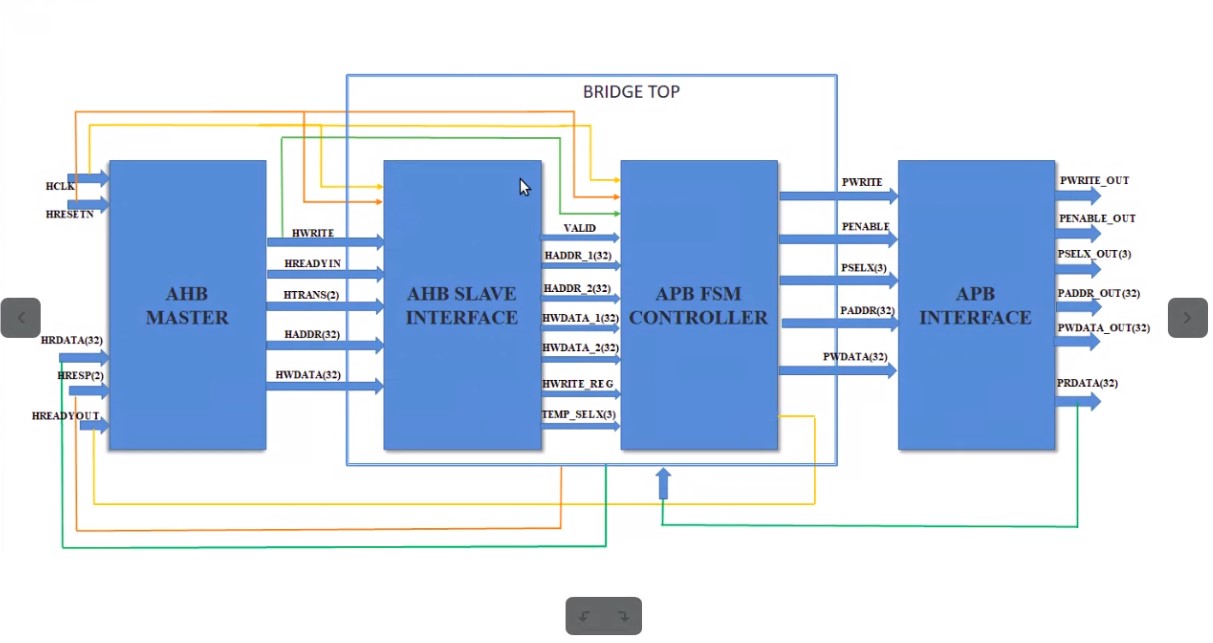 BRIDGE TOP
HCLK
HRESETN
HRDATA(32)
HRESP(2)
HREADYOUT
AHB
MASTER
HWRITE
HREADYIN
HTRANS(2)
HADDR(32)
HWDATA(32)
AHB SLAVE
INTERFACE
VALID
HADDR_1(32)
HADDR_2(32)
HWDATA_1(32)
HWDATA_2(32)
HWRITE_REG
TEMP_SELX(3)
APB FSM
CONTROLLER
PWRITE
PENABLE
PSELX(3)
PADDR(32)
PWDATA(32)
APB
INTERFACE
PWRITE_OUT
PENABLE_OUT
PSELX_OUT(3)
PADDR_OUT(32)
PWDATA_OUT(32)
PRDATA(32)